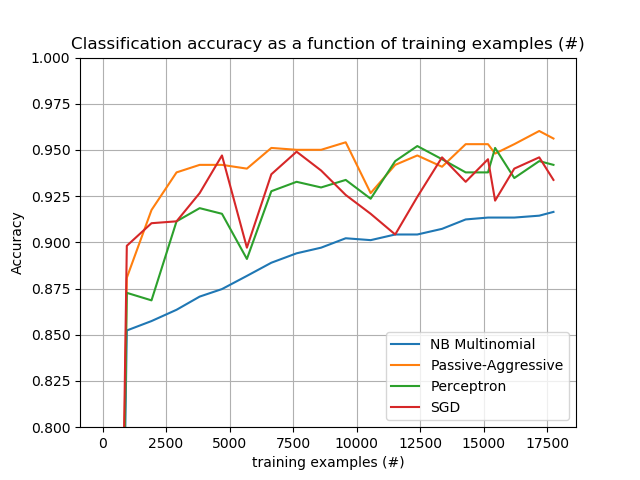 Classification accuracy as a function of training examples (#)
1.000
0.975
0.950
0.925
0.900
0.875
0.850
0.825
0.800
Accuracy
NB Multinomial
Passive-Aggressive
Perceptron
SGD
0 2500 5000 7500 10000 12500 15000 17500
training examples (#)